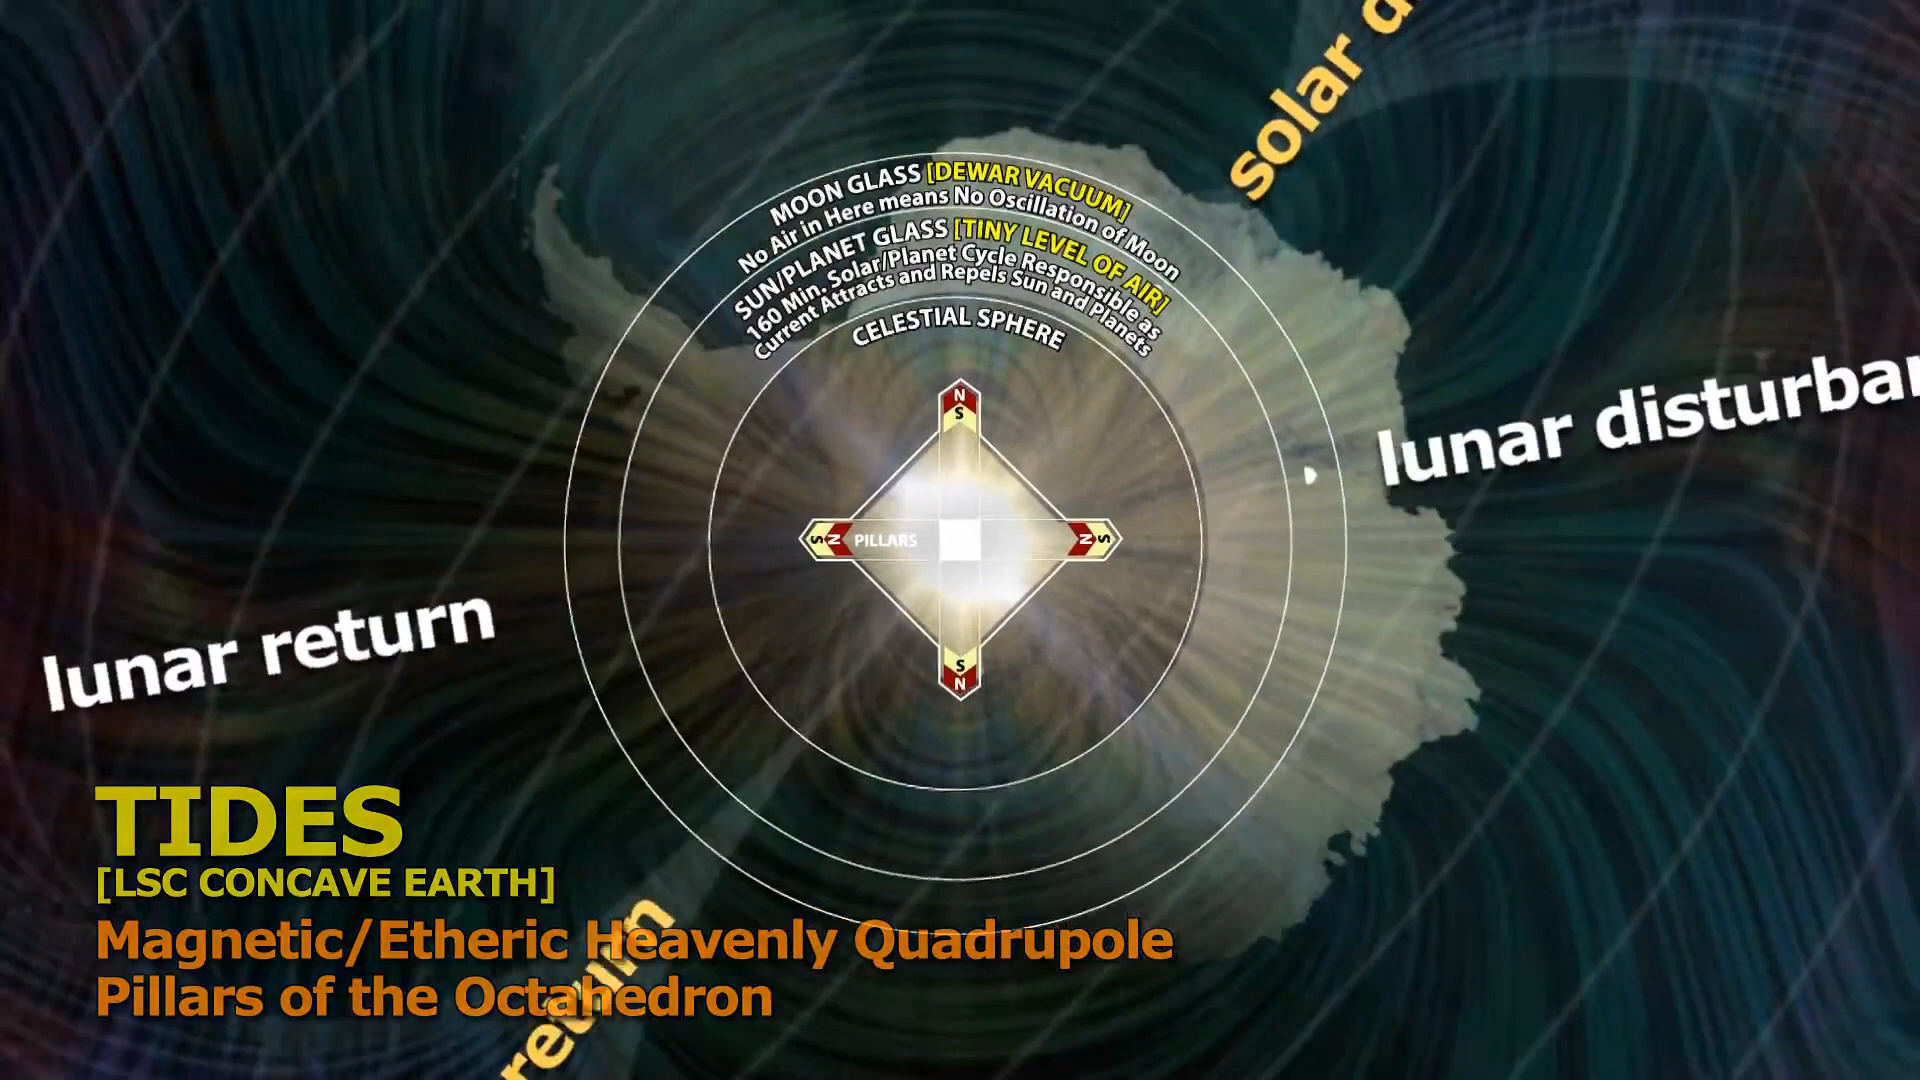 solar
MOON GLASS [DEWAR VACUUM]
No Air in Here means No Oscillation of Moon
SUN/PLANET GLASS [TINY LEVEL OF AIR]
160 Min. Solar/Planet Cycle Responsible as
Current Attracts and Repels Sun and Planets
CELESTIAL SPHERE
N
S
lunar disturban
S N PILLARS N S
S
N
lunar return
TIDES
[LSC CONCAVE EARTH]
Magnetic/Etheric Heavenly Quadrupole
Pillars of the Octahedron
return